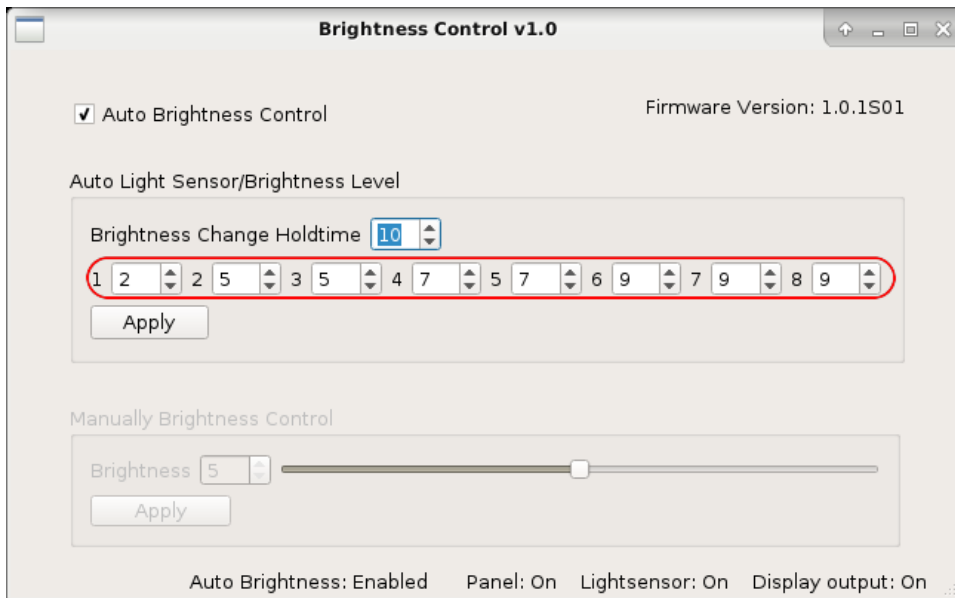 Brightness Control v1.0
Auto Brightness Control
Firmware Version: 1.0.1S01
Auto Light Sensor/Brightness Level
Brightness Change Holdtime 10
1 2 2 5 3 5 4 7 5 7 6 9 7 9 8 9
Apply
Manually Brightness Control
Brightness 5
Apply
Auto Brightness: Enabled Panel: On Lightsensor: On Display output: On